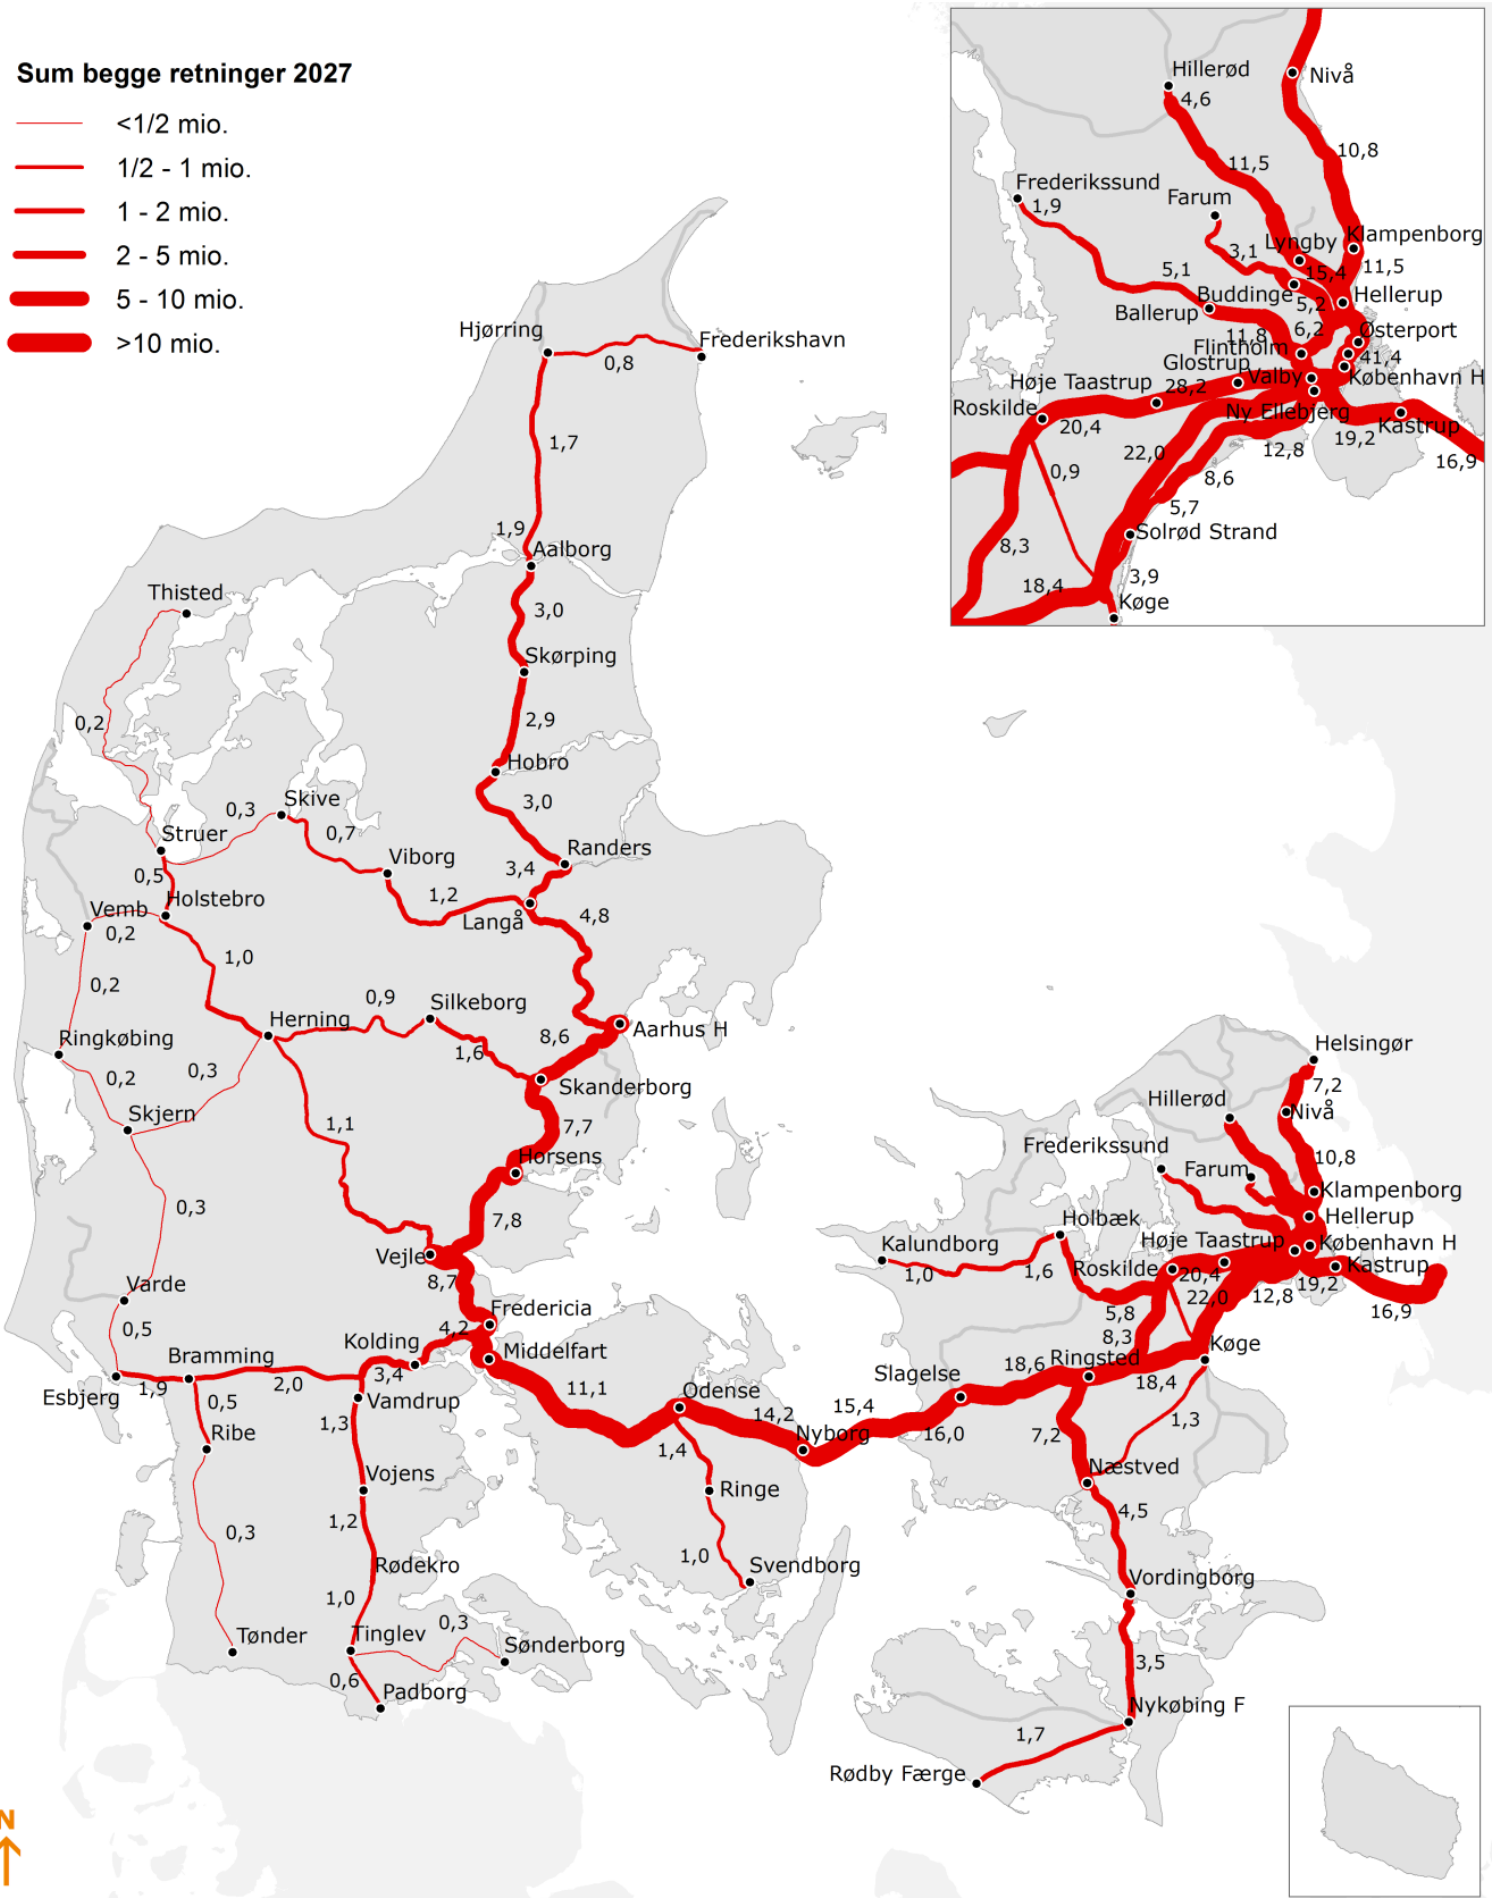 Sum begge retninger 2027
<1/2 mio.
1/2 - 1 mio.
1 - 2 mio.
2 - 5 mio.
5 - 10 mio.
>10 mio.
Hillerød
4,6
Nivå
11,5
10,8
Frederikssund
1,9
Farum
3,1
Lyngby
Klampenborg
15,4
11,5
5,1
Buddinge
5,2
Hellerup
Ballerup
11,8
6,2
Østerport
Flintholm
41,4
Glostrup
Valby
København H
Høje Taastrup
28,2
Roskilde
20,4
Ny Ellebjerg
Kastrup
22,0
12,8
19,2
16,9
0,9
8,6
5,7
Solrød Strand
8,3
18,4
3,9
Køge
Hjørring
Frederikshavn
0,8
1,7
1,9
Aalborg
Thisted
3,0
Skørping
0,2
2,9
Hobro
Skive
0,3
3,0
Struer
0,7
Viborg
Randers
0,5
3,4
Holstebro
1,2
Vemb
Langå
4,8
0,2
1,0
0,2
0,9
Silkeborg
Herning
Aarhus H
Ringkøbing
8,6
1,6
0,2
0,3
Skanderborg
Skjern
1,1
7,7
Horsens
0,3
7,8
Vejle
8,7
Varde
Fredericia
0,5
4,2
Kolding
Middelfart
Bramming
3,4
Esbjerg
1,9
2,0
11,1
0,5
Vamdrup
Odense
14,2
15,4
Ribe
1,3
1,4
Nyborg
Vojens
Ringe
0,3
1,2
1,0
Rødekro
Svendborg
1,0
0,3
Tønder
Tinglev
Sønderborg
0,6
Padborg
Helsingør
7,2
Hillerød
Nivå
Frederikssund
10,8
Farum
Klampenborg
Holbæk
Hellerup
Kalundborg
Høje Taastrup
København H
1,0
1,6
Roskilde
20,4
Kastrup
22,0
12,8
19,2
16,9
5,8
8,3
Køge
Slagelse
18,6
Ringsted
18,4
16,0
7,2
1,3
Næstved
4,5
Vordingborg
3,5
Nykøbing F
1,7
Rødby Færge
N